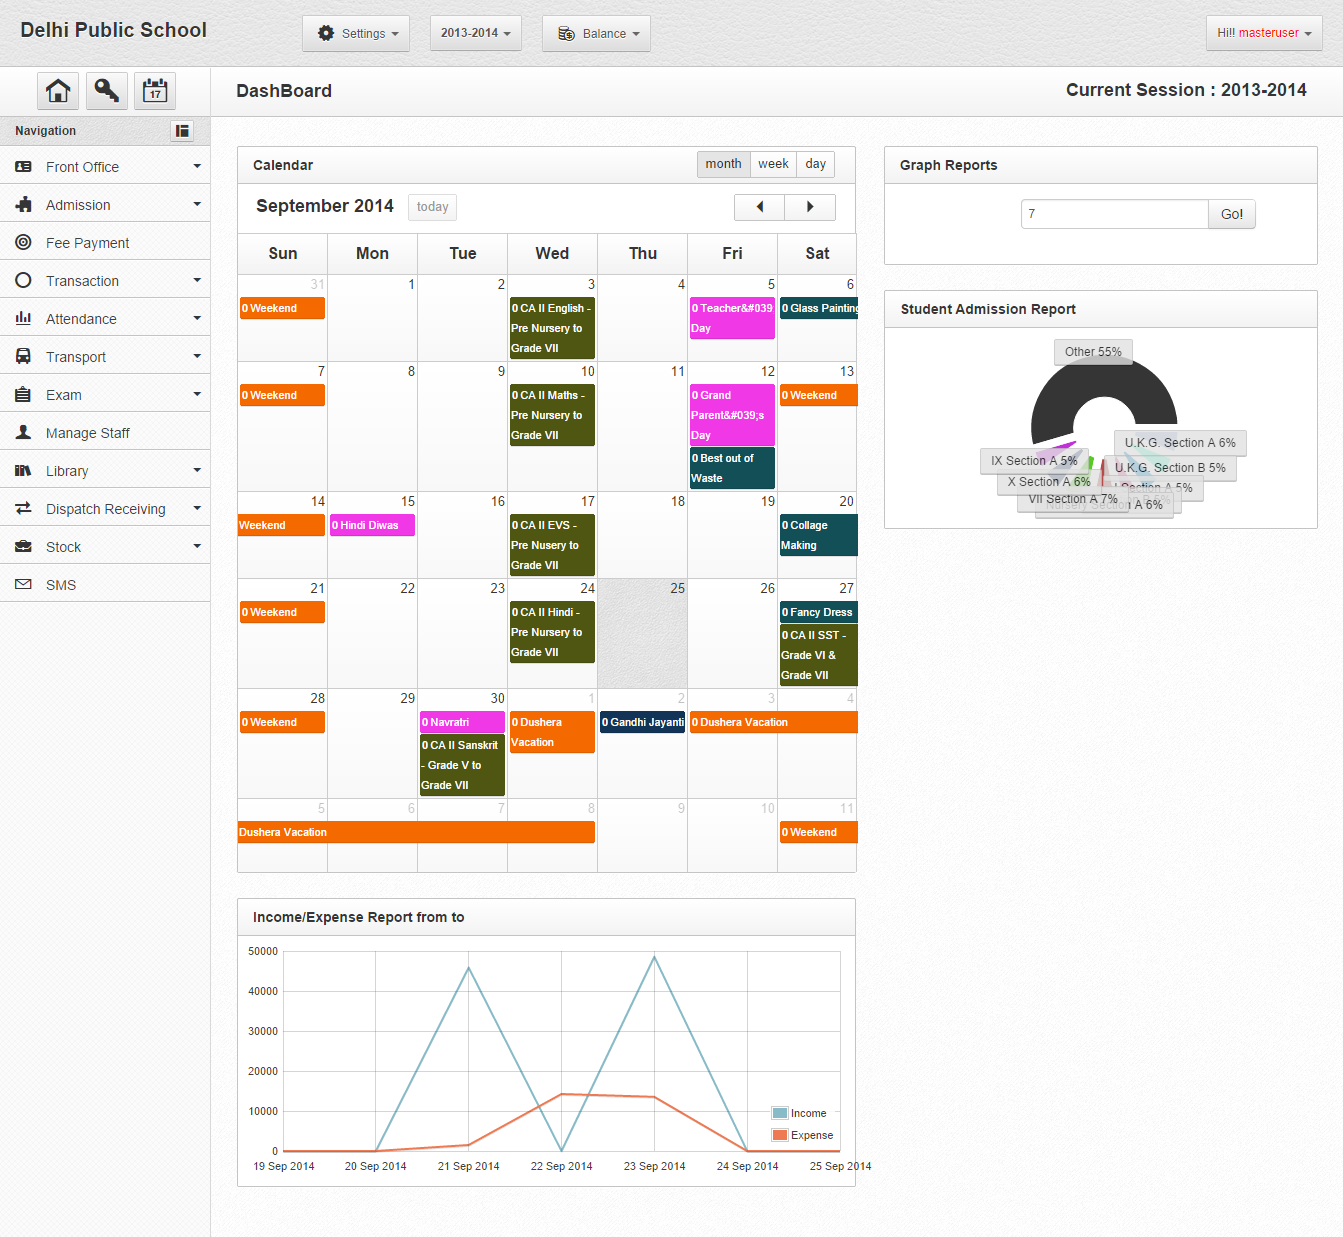 Delhi Public School
Settings
2013-2014
Balance
Hi!! masteruser
17
DashBoard
Current Session : 2013-2014
Navigation
Front Office
Admission
Fee Payment
Transaction
Attendance
Transport
Exam
Manage Staff
Library
Dispatch Receiving
Stock
SMS
Calendar
month week day
September 2014
today
Sun Mon Tue Wed Thu Fri Sat
31 1 2 3 4 5 6
0 Weekend
0 CA II English -
Pre Nursery to
Grade VII
0 Teacher&#039
Day
0 Glass Painting
7 8 9 10 11 12 13
0 Weekend
0 CA II Maths -
Pre Nursery to
Grade VII
0 Grand
Parent&#039;s
Day
0 Best out of
Waste
0 Weekend
14 15 16 17 18 19 20
Weekend
0 Hindi Diwas
0 CA II EVS -
Pre Nusery to
Grade VII
0 Collage
Making
21 22 23 24 25 26 27
0 Weekend
0 CA II Hindi -
Pre Nursery to
Grade VII
0 Fancy Dress
0 CA II SST -
Grade VI &
Grade VII
28 29 30 1 2 3 4
0 Weekend
0 Navratri
0 CA II Sanskrit
- Grade V to
Grade VII
0 Dushera
Vacation
0 Gandhi Jayanti
0 Dushera Vacation
5 6 7 8 9 10 11
Dushera Vacation
0 Weekend
Graph Reports
7
Go!
Student Admission Report
Other 55%
U.K.G. Section A 6%
IX Section A 5%
U.K.G. Section B 5%
X Section A 6%
I Section A 5%
VII Section A 7%
Nursery Section A 6%
Income/Expense Report from to
50000
40000
30000
20000
10000
0
Income
Expense
19 Sep 2014 20 Sep 2014 21 Sep 2014 22 Sep 2014 23 Sep 2014 24 Sep 2014 25 Sep 2014